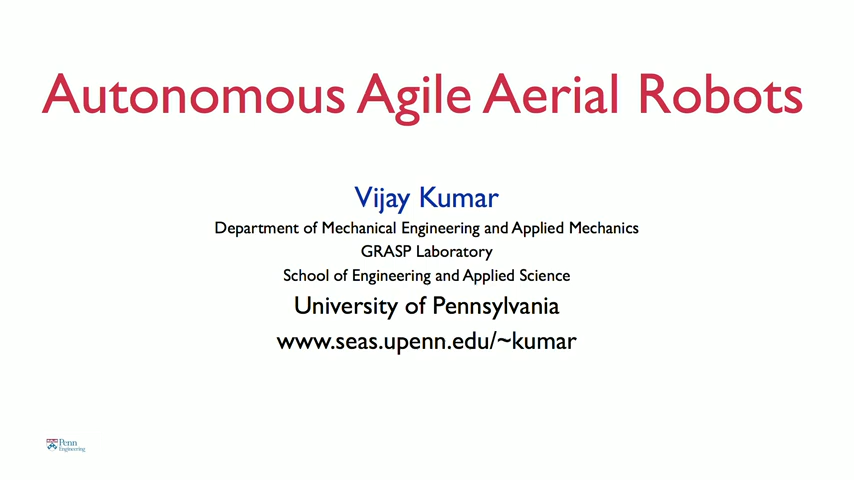 Autonomous Agile Aerial Robots
Vijay Kumar
Department of Mechanical Engineering and Applied Mechanics
GRASP Laboratory
School of Engineering and Applied Science
University of Pennsylvania
www.seas.upenn.edu/~kumar
Penn
Engineering